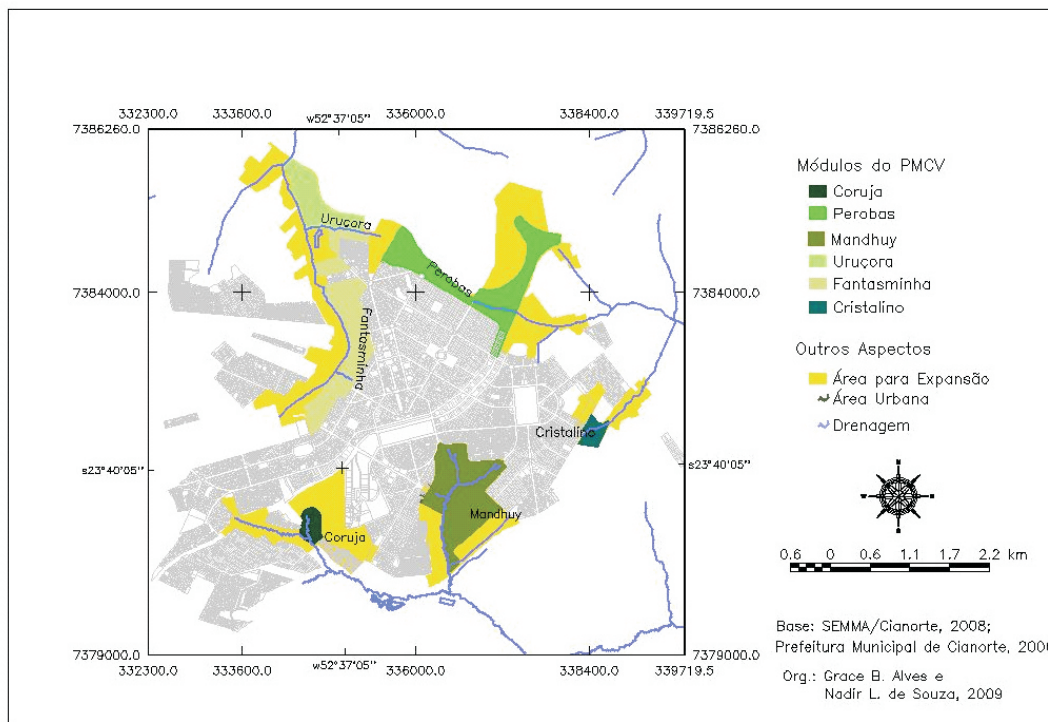 332300.0 333600.0 336000.0 338400.0 339719.5
w52°37'05''
7386260.0 7386260.0
Uruçora
Perobas
7384000.0 7384000.0
Fantasminha
Cristalino
s23°40'05'' s23°40'05''
Mandhuy
Coruja
7379000.0 7379000.0
332300.0 333600.0 w52°37'05'' 336000.0 338400.0 339719.5
Módulos do PMCV
Coruja
Perobas
Mandhuy
Uruçora
Fantasminha
Cristalino
Outros Aspectos
Área para Expansão
Área Urbana
Drenagem
0.6 0 0.6 1.1 1.7 2.2 km
Base: SEMMA/Cianorte, 2008;
Prefeitura Municipal de Cianorte,
Org.: Grace B. Alves e
Nadir L. de Souza, 2009